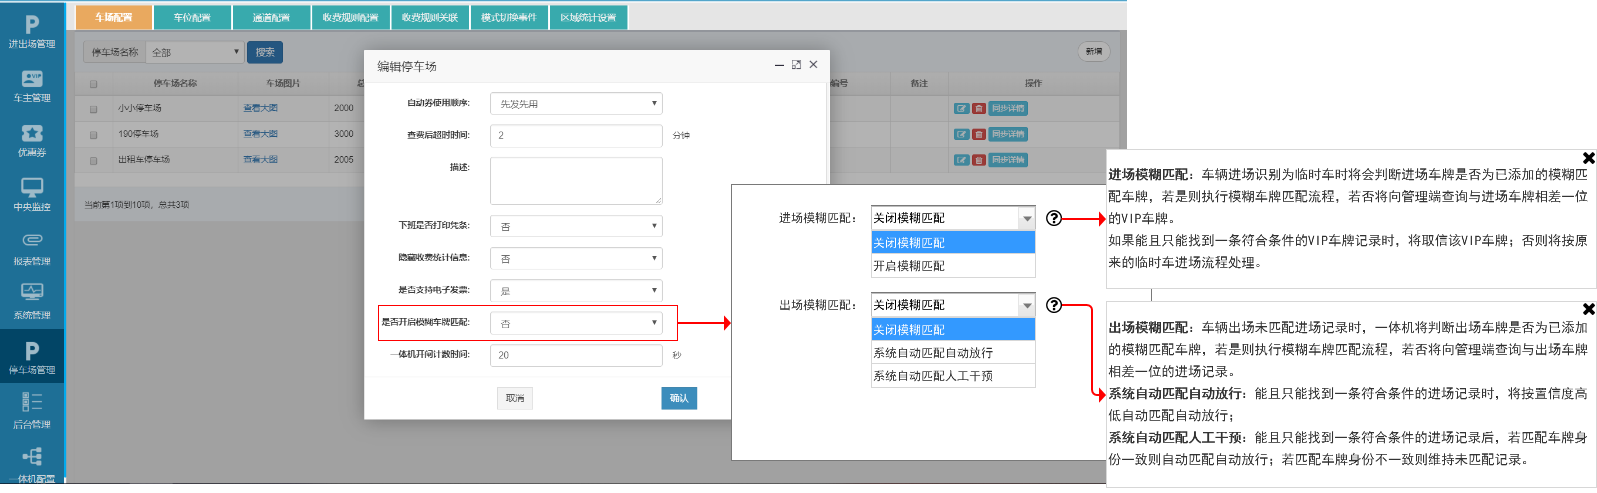 进出场管理
车主管理
优惠券
中央监控
报表管理
系统管理
停车场管理
后台管理
一体机配置
车场配置 车位配置 通道配置 收费规则配置 收费规则关联 模式切换事件 区域统计设置
停车场名称 全部 搜索 新增
停车场名称 车场图片 总 编号 备注 操作
小小停车场 查看大图 2000 同步详情
190停车场 查看大图 3000 同步详情
出租车停车场 查看大图 2005 同步详情
当前第1项到10项，总共3项
编辑停车场
自动券使用顺序: 先发先用
查费后超时时间: 2 分钟
描述:
下班是否打印凭条: 否
隐藏收费统计信息: 否
是否支持电子发票: 是
是否开启模糊车牌匹配: 否
一体机开闸计数时间: 20 秒
取消 确认
进场模糊匹配： 关闭模糊匹配
关闭模糊匹配
开启模糊匹配
出场模糊匹配： 关闭模糊匹配
关闭模糊匹配
系统自动匹配自动放行
系统自动匹配人工干预
进场模糊匹配：车辆进场识别为临时车时将会判断进场车牌是否为已添加的模糊匹
配车牌，若是则执行模糊车牌匹配流程，若否将向管理端查询与进场车牌相差一位
的VIP车牌。
如果能且只能找到一条符合条件的VIP车牌记录时，将取信该VIP车牌；否则将按原
来的临时车进场流程处理。
出场模糊匹配：车辆出场未匹配进场记录时，一体机将判断出场车牌是否为已添加
的模糊匹配车牌，若是则执行模糊车牌匹配流程，若否将向管理端查询与出场车牌
相差一位的进场记录。
系统自动匹配自动放行：能且只能找到一条符合条件的进场记录时，将按置信度高
低自动匹配自动放行；
系统自动匹配人工干预：能且只能找到一条符合条件的进场记录后，若匹配车牌身
份一致则自动匹配自动放行；若匹配车牌身份不一致则维持未匹配记录。